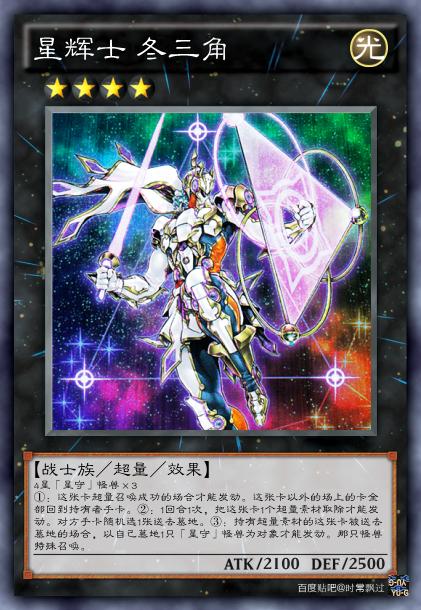 星辉士 冬三角
光
【战士族／超量／效果】
4星「星守」怪兽×3
①：这张卡超量召唤成功的场合才能发动。这张卡以外的场上的卡全
部回到持有者手卡。②：1回合1次，把这张卡1个超量素材取除才能发
动。对方手卡随机选1张送去墓地。③：持有超量素材的这张卡被送去
墓地的场合，以自己墓地1只「星守」怪兽为对象才能发动。那只怪兽
特殊召唤。
ATK/2100 DEF/2500
百度贴吧@时常飘过